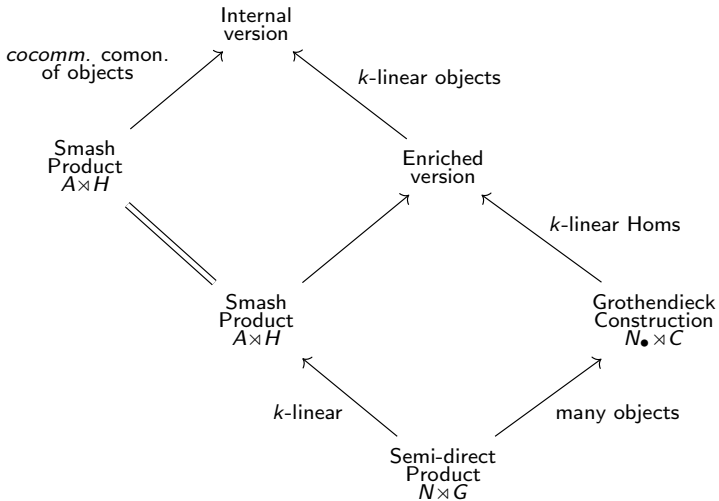 Internal
version
cocomm. comon.
of objects
k-linear objects
Smash
Product
A⋊H
Enriched
version
k-linear Homs
Smash
Product
A⋊H
Grothendieck
Construction
N•⋊C
k-linear
many objects
Semi-direct
Product
N⋊G